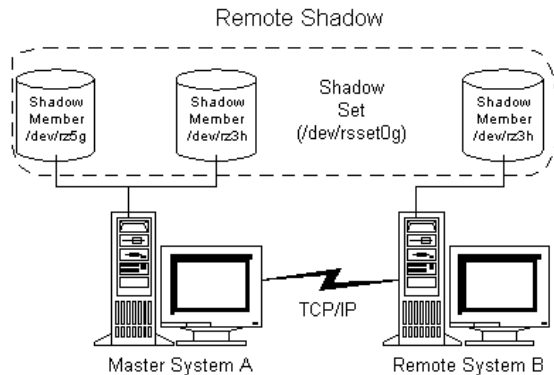 Remote Shadow
Shadow
Member
/dev/rz5g
Shadow
Member
/dev/rz3h
Shadow
Set
(/dev/rsset0g)
Shadow
Member
/dev/rz3h
TCP/IP
Master System A
Remote System B